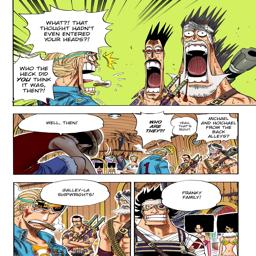 WHAT?! THAT
THOUGHT HADN'T
EVEN ENTERED
YOUR HEADS?!
WHO THE
HECK DID
YOU THINK
IT WAS,
THEN?!
WELL, THEN!
WHO ARE
THEY?!
YEAH,
THAT'S
RIGHT.
MICHAEL
AND HOICHAEL
FROM THE
BACK
ALLEYS?
GALLEY-LA
SHIPWRIGHTS!
FRANKY
FAMILY!